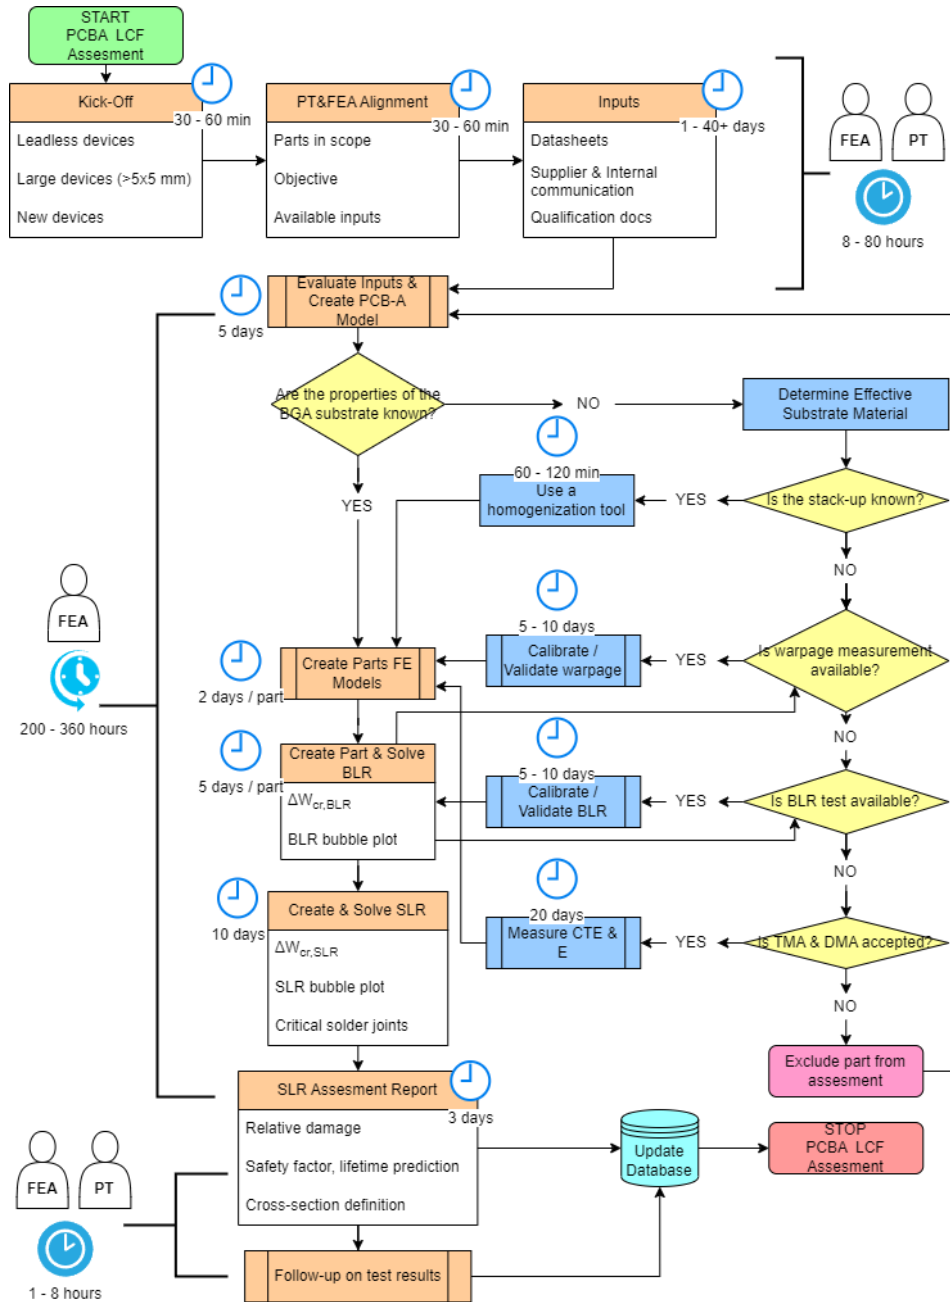 START
PCBA LCF
Assesment
Kick-Off
30 - 60 min
Leadless devices
Large devices (>5x5 mm)
New devices
PT&FEA Alignment
30 - 60 min
Parts in scope
Objective
Available inputs
Inputs
1 - 40+ days
Datasheets
Supplier & Internal
communication
Qualification docs
FEA
PT
8 - 80 hours
Evaluate Inputs &
Create PCB-A
Model
5 days
Are the properties of the
BGA substrate known?
NO
Determine Effective
Substrate Material
YES
60 - 120 min
Use a
homogenization tool
YES
Is the stack-up known?
NO
FEA
200 - 360 hours
5 - 10 days
Calibrate /
Validate warpage
YES
Is warpage measurement
available?
NO
Create Parts FE
Models
2 days / part
Create Part & Solve
BLR
5 days / part
ΔWcr,BLR
BLR bubble plot
5 - 10 days
Calibrate /
Validate BLR
YES
Is BLR test available?
NO
Create & Solve SLR
10 days
ΔWcr,SLR
SLR bubble plot
Critical solder joints
20 days
Measure CTE &
E
YES
Is TMA & DMA accepted?
NO
Exclude part from
assesment
SLR Assesment Report
3 days
Relative damage
Safety factor, lifetime prediction
Cross-section definition
Update
Database
STOP
PCBA LCF
Assesment
FEA
PT
1 - 8 hours
Follow-up on test results